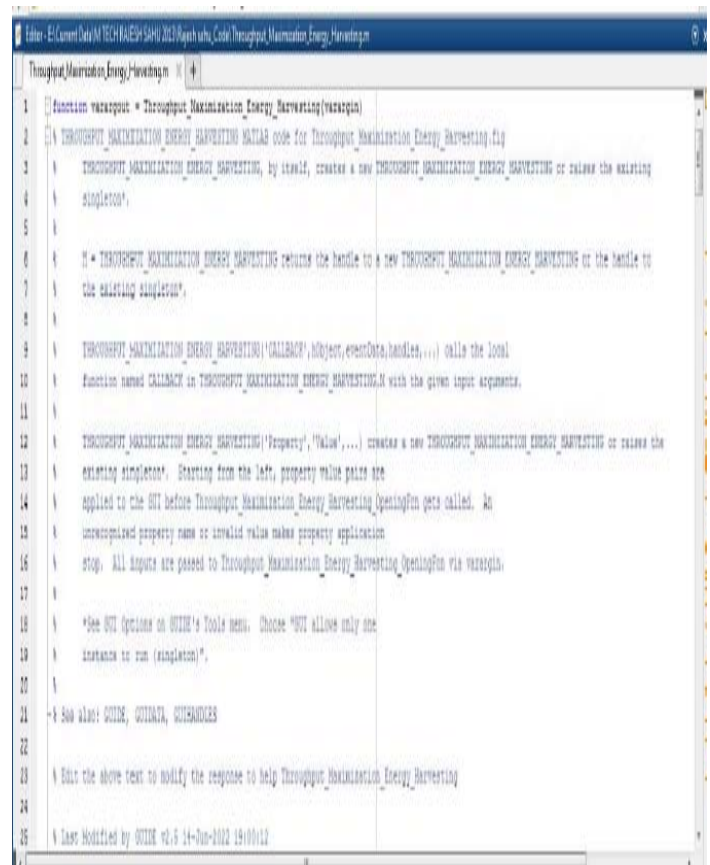 Editor - E:\Current Data\M TECH RAJESH SAHU 2013\Rajesh sahu_Code\Throughput_Maximization_Energy_Harvesting.m
Throughput_Maximization_Energy_Harvesting.m × +
1 function varargout = Throughput_Maximization_Energy_Harvesting(varargin)
2 % THROUGHPUT_MAXIMIZATION_ENERGY_HARVESTING MATLAB code for Throughput_Maximization_Energy_Harvesting.fig
3 % THROUGHPUT_MAXIMIZATION_ENERGY_HARVESTING, by itself, creates a new THROUGHPUT_MAXIMIZATION_ENERGY_HARVESTING or raises the existing
4 % singleton*.
5 %
6 % H = THROUGHPUT_MAXIMIZATION_ENERGY_HARVESTING returns the handle to a new THROUGHPUT_MAXIMIZATION_ENERGY_HARVESTING or the handle to
7 % the existing singleton*.
8 %
9 % THROUGHPUT_MAXIMIZATION_ENERGY_HARVESTING('CALLBACK',hObject,eventData,handles,...) calls the local
10 % function named CALLBACK in THROUGHPUT_MAXIMIZATION_ENERGY_HARVESTING.M with the given input arguments.
11 %
12 % THROUGHPUT_MAXIMIZATION_ENERGY_HARVESTING('Property','Value',...) creates a new THROUGHPUT_MAXIMIZATION_ENERGY_HARVESTING or raises the
13 % existing singleton*. Starting from the left, property value pairs are
14 % applied to the GUI before Throughput_Maximization_Energy_Harvesting_OpeningFcn gets called. An
15 % unrecognized property name or invalid value makes property application
16 % stop. All inputs are passed to Throughput_Maximization_Energy_Harvesting_OpeningFcn via varargin.
17 %
18 % *See GUI Options on GUIDE's Tools menu. Choose "GUI allows only one
19 % instance to run (singleton)".
20 %
21 % See also: GUIDE, GUIDATA, GUIHANDLES
22
23 % Edit the above text to modify the response to help Throughput_Maximization_Energy_Harvesting
24
25 % Last Modified by GUIDE v2.5 14-Jun-2022 19:00:12